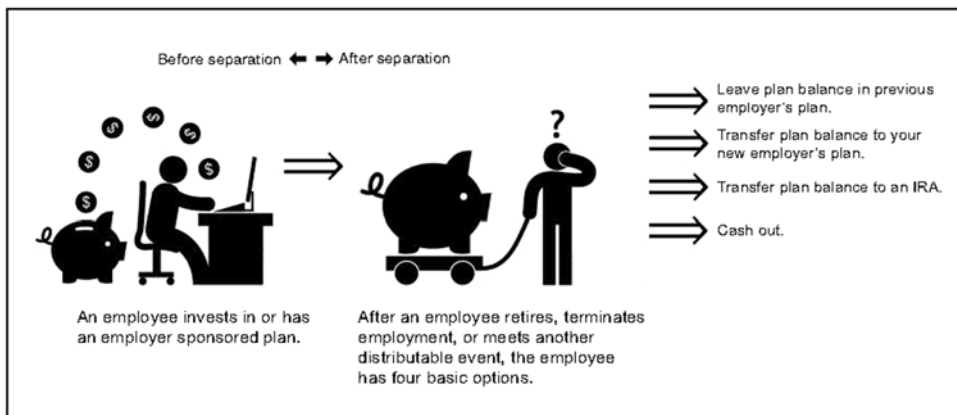 Before separation ⬅ ➡ After separation
$ $ $ $ $ $
?
Leave plan balance in previous
employer's plan.
Transfer plan balance to your
new employer's plan.
Transfer plan balance to an IRA.
Cash out.
An employee invests in or has
an employer sponsored plan.
After an employee retires, terminates
employment, or meets another
distributable event, the employee
has four basic options.